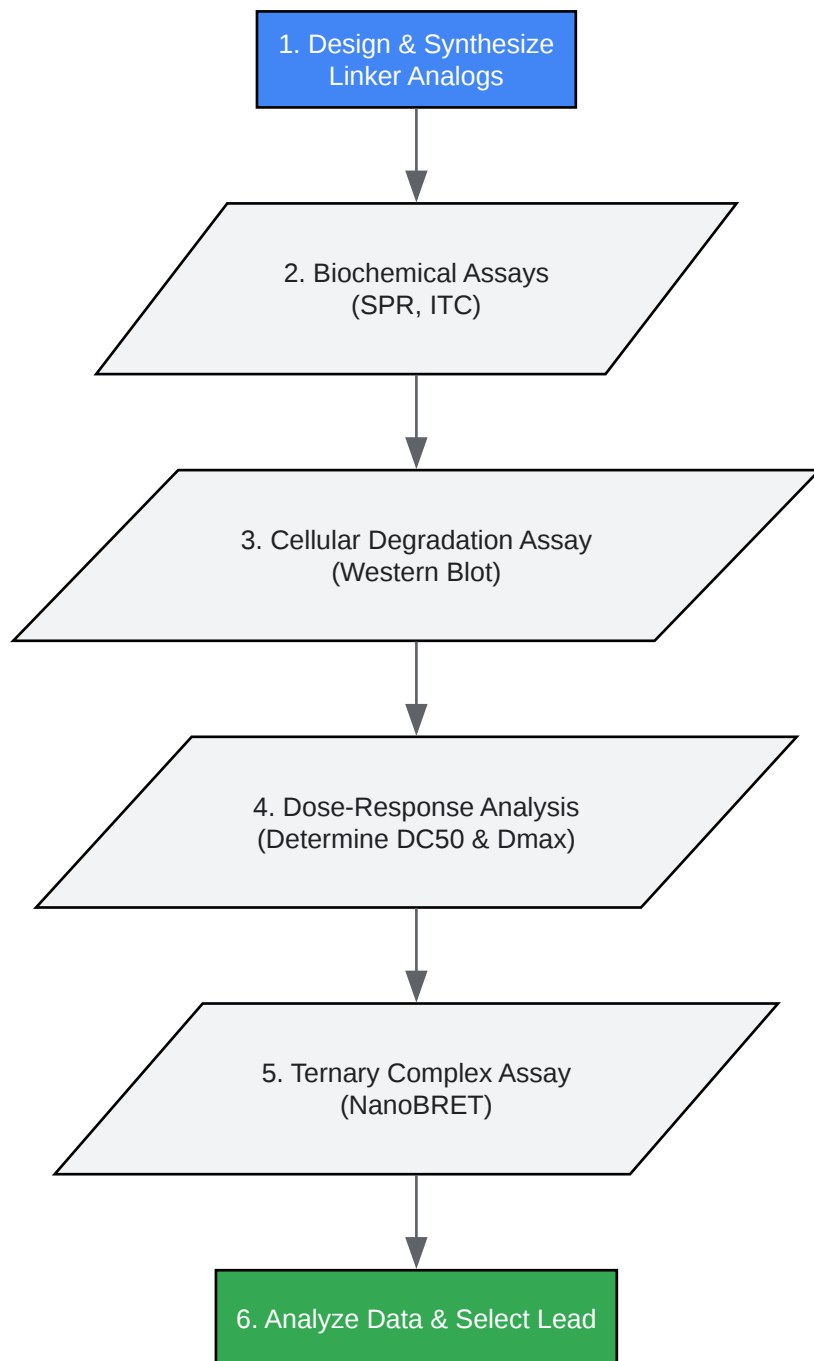 1. Design & Synthesize
Linker Analogs
2. Biochemical Assays
(SPR, ITC)
3. Cellular Degradation Assay
(Western Blot)
4. Dose-Response Analysis
(Determine DC50 & Dmax)
5. Ternary Complex Assay
(NanoBRET)
6. Analyze Data & Select Lead